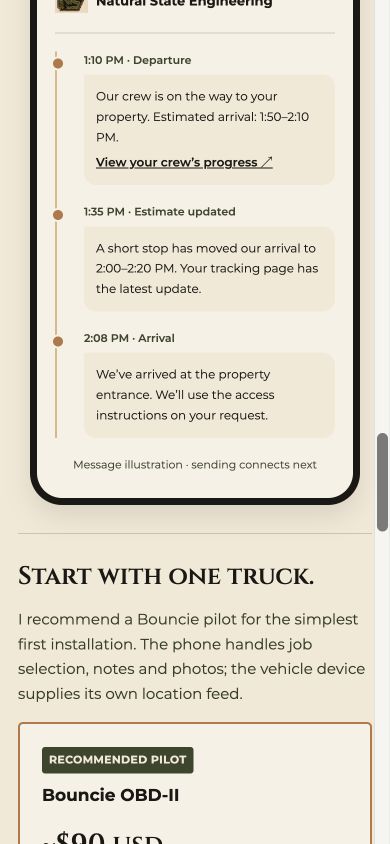 Natural State Engineering
1:10 PM · Departure
Our crew is on the way to your
property. Estimated arrival: 1:50–2:10
PM.
View your crew’s progress ↗
1:35 PM · Estimate updated
A short stop has moved our arrival to
2:00–2:20 PM. Your tracking page has
the latest update.
2:08 PM · Arrival
We’ve arrived at the property
entrance. We’ll use the access
instructions on your request.
Message illustration · sending connects next
START WITH ONE TRUCK.
I recommend a Bouncie pilot for the simplest
first installation. The phone handles job
selection, notes and photos; the vehicle device
supplies its own location feed.
RECOMMENDED PILOT
Bouncie OBD-II
~$90 USD